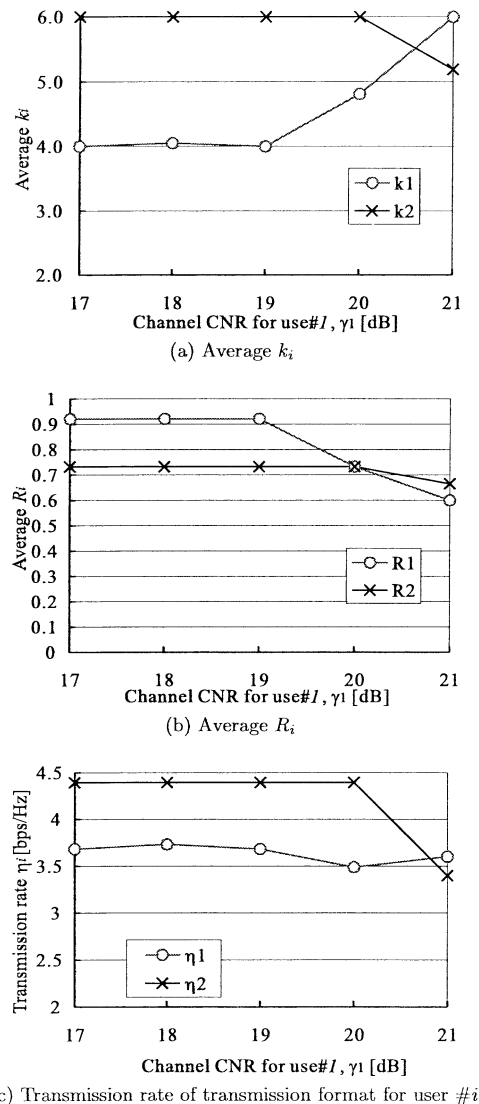 6.0
5.0
4.0
3.0
2.0
Average ki
k1
k2
17 18 19 20 21
Channel CNR for use#1, γ1 [dB]
(a) Average ki
1
0.9
0.8
0.7
0.6
0.5
0.4
0.3
0.2
0.1
0
Average Ri
R1
R2
17 18 19 20 21
Channel CNR for use#1, γ1 [dB]
(b) Average Ri
4.5
4
3.5
3
2.5
2
Transmission rate ηi [bps/Hz]
η1
η2
17 18 19 20 21
Channel CNR for use#1, γ1 [dB]
c) Transmission rate of transmission format for user #i